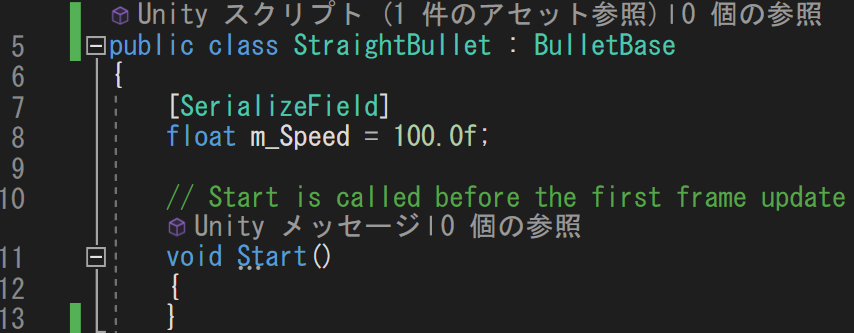 Unity スクリプト (1 件のアセット参照)|0 個の参照
5 public class StraightBullet : BulletBase
6 {
7 [SerializeField]
8 float m_Speed = 100.0f;
9
10 // Start is called before the first frame update
Unity メッセージ|0 個の参照
11 void Start()
12 {
13 }